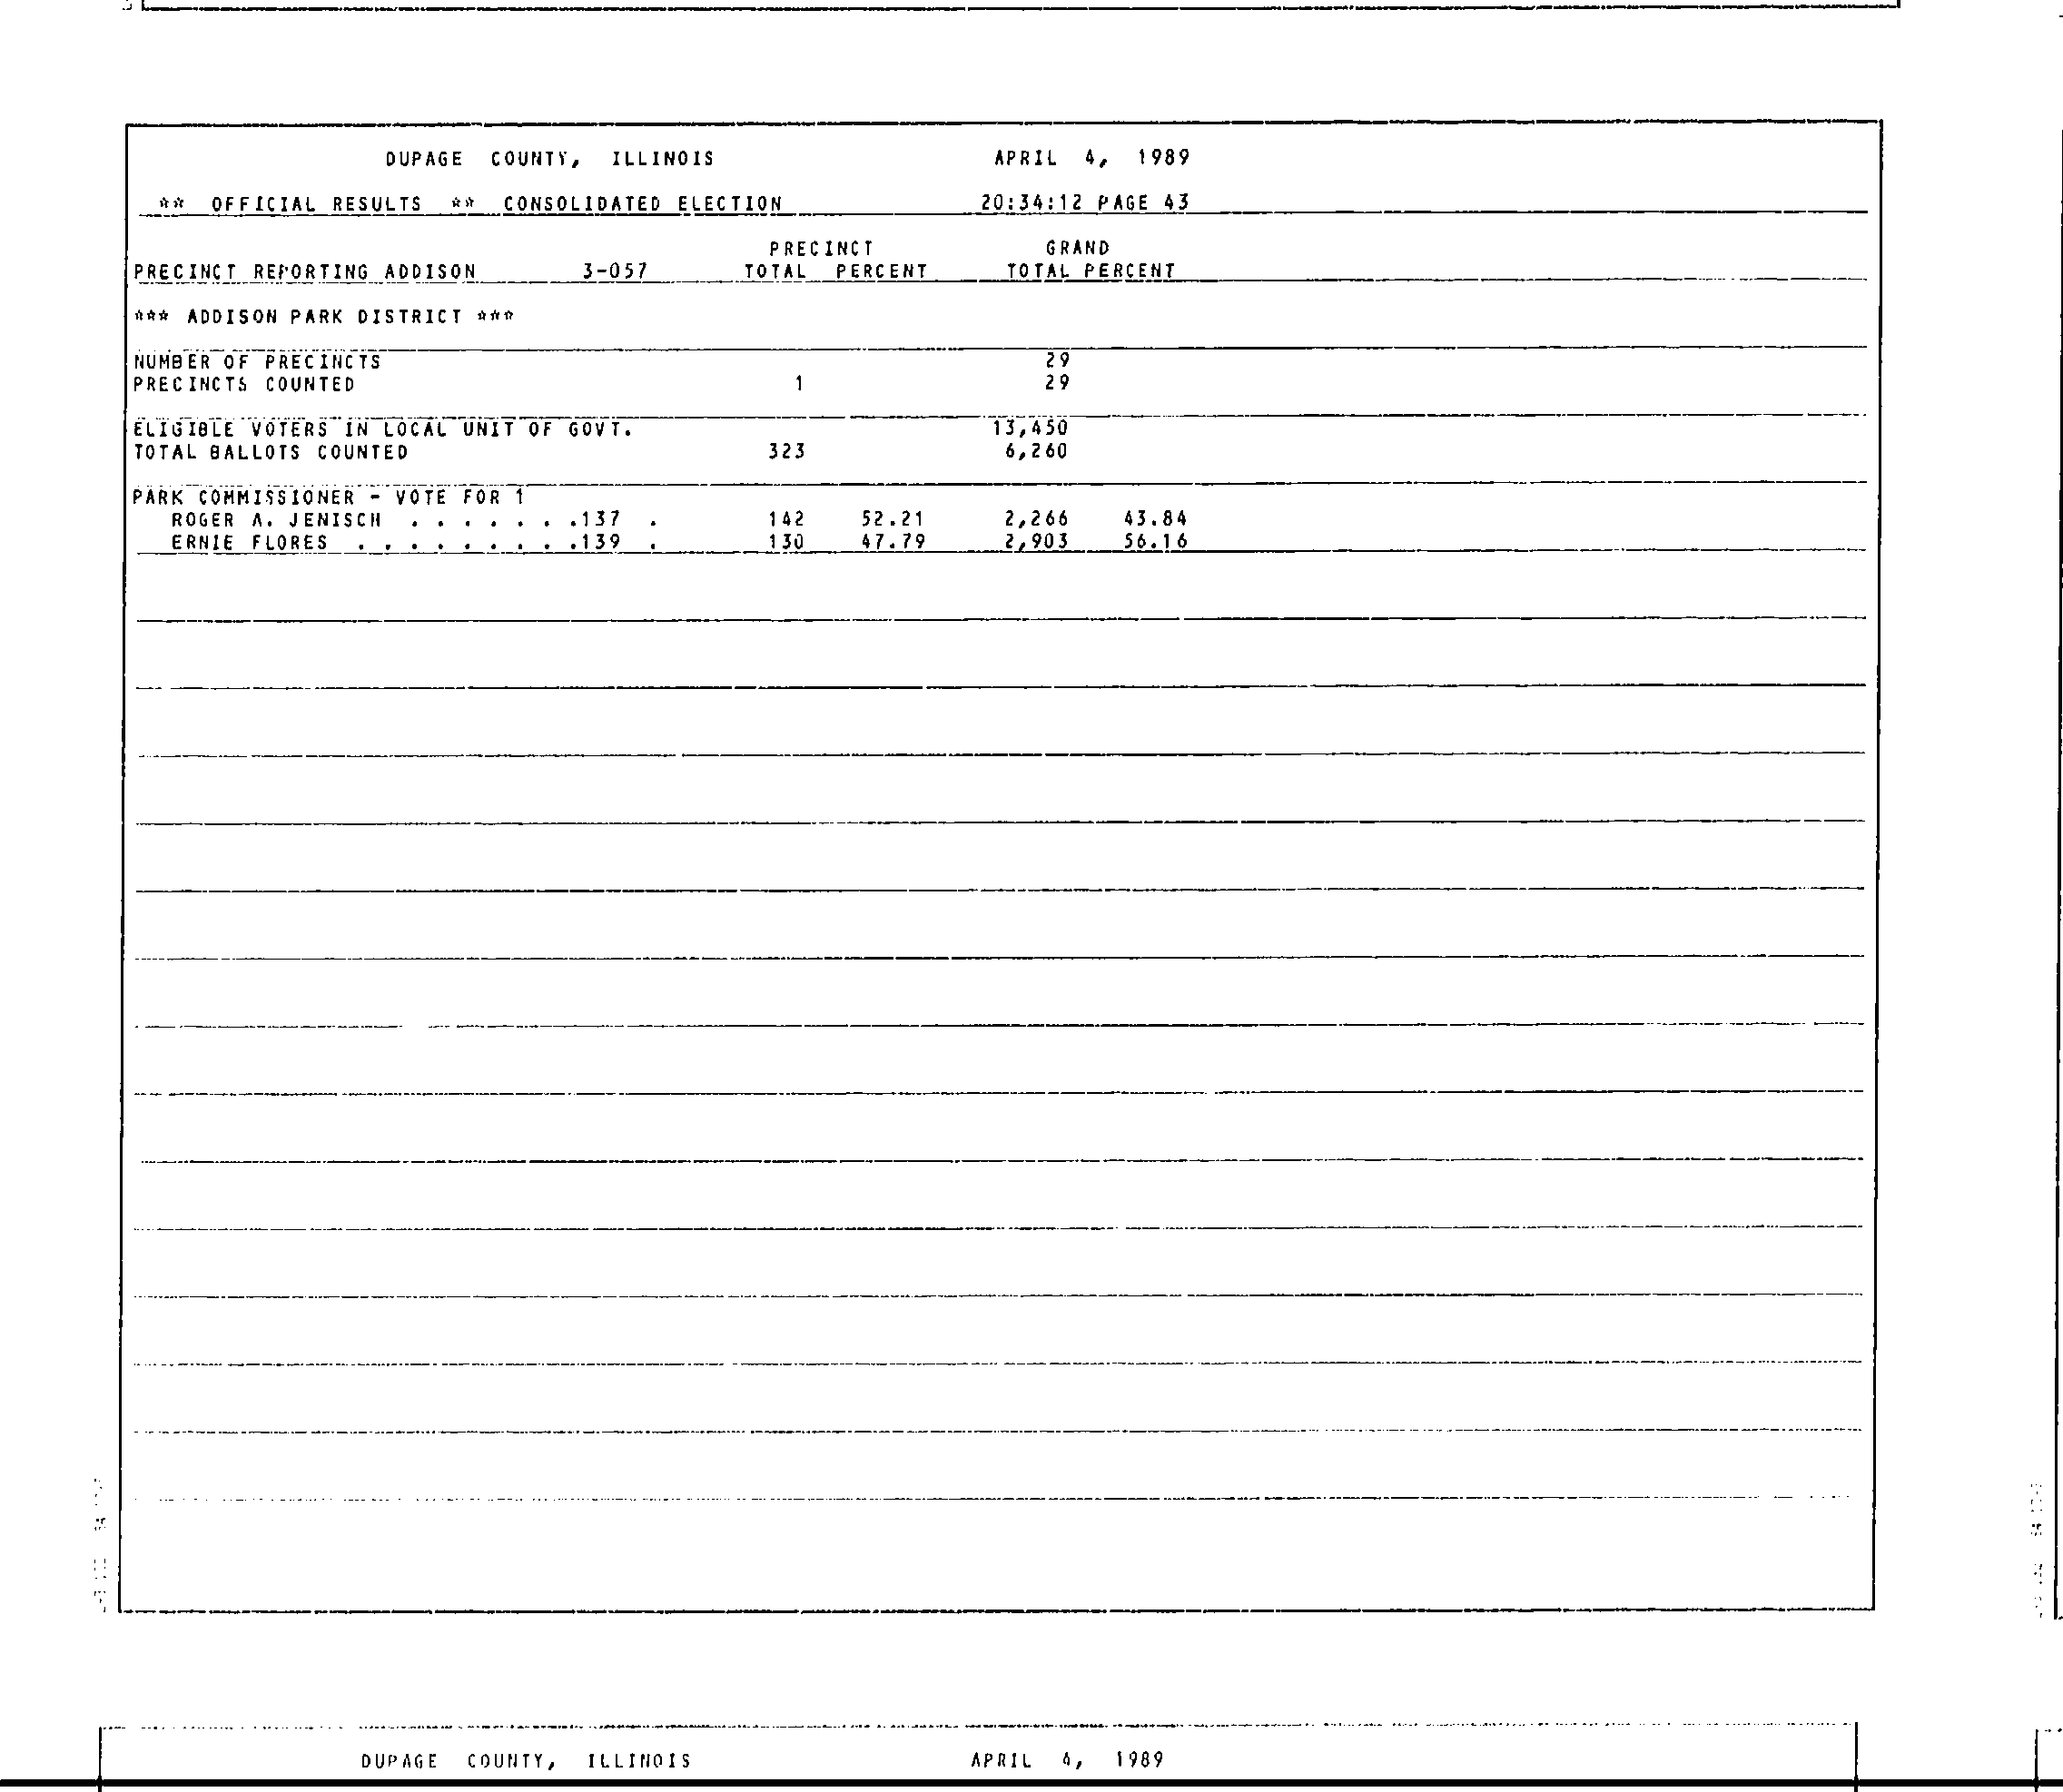 DUPAGE COUNTY, ILLINOIS APRIL 4, 1989
** OFFICIAL RESULTS ** CONSOLIDATED ELECTION 20:34:12 PAGE 43
PRECINCT GRAND
PRECINCT REPORTING ADDISON 3-057 TOTAL PERCENT TOTAL PERCENT
*** ADDISON PARK DISTRICT ***
NUMBER OF PRECINCTS 29
PRECINCTS COUNTED 1 29
ELIGIBLE VOTERS IN LOCAL UNIT OF GOVT. 13,450
TOTAL BALLOTS COUNTED 323 6,260
PARK COMMISSIONER - VOTE FOR 1
ROGER A. JENISCH . . . . . . .137 . 142 52.21 2,266 43.84
ERNIE FLORES . . . . . . . . .139 . 130 47.79 2,903 56.16
DUPAGE COUNTY, ILLINOIS APRIL 4, 1989